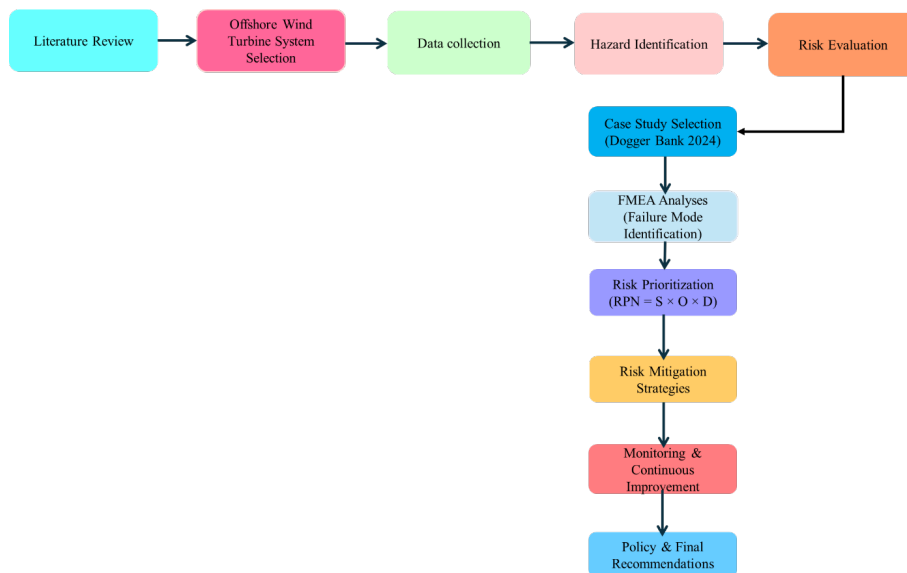 Literature Review
Offshore Wind
Turbine System
Selection
Data collection
Hazard Identification
Risk Evaluation
Case Study Selection
(Dogger Bank 2024)
FMEA Analyses
(Failure Mode
Identification)
Risk Prioritization
(RPN = S × O × D)
Risk Mitigation
Strategies
Monitoring &
Continuous
Improvement
Policy & Final
Recommendations